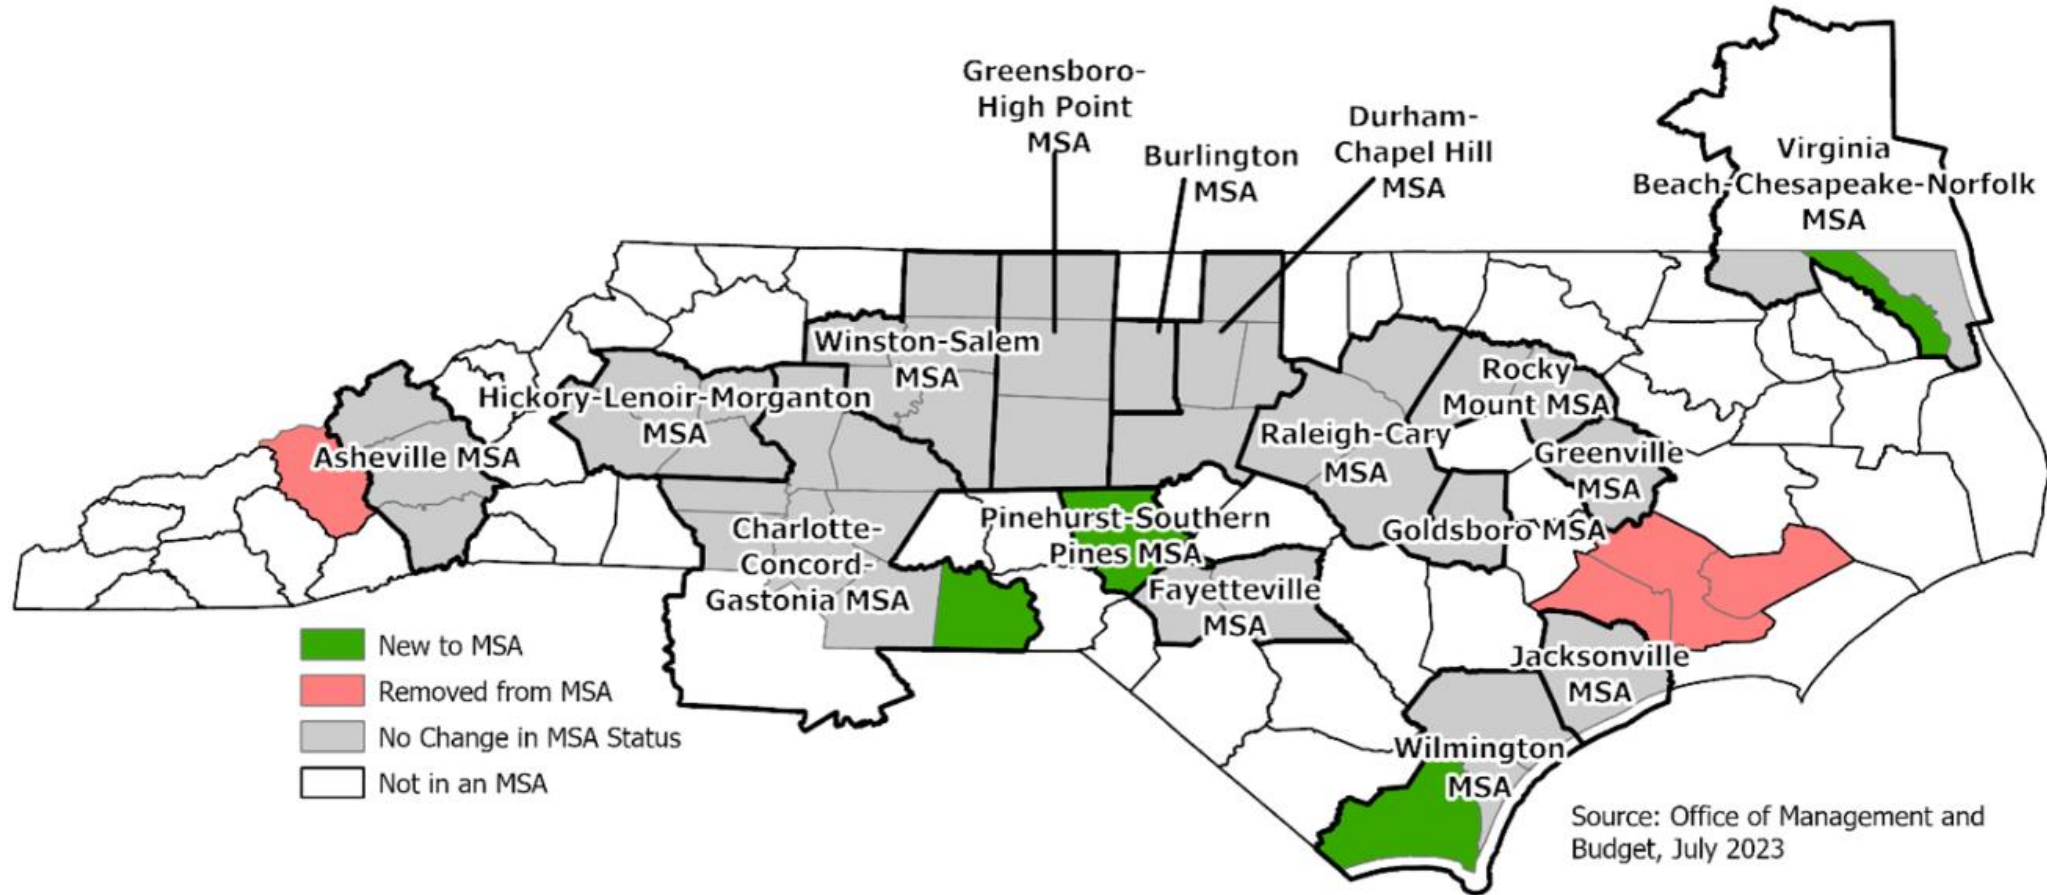 Greensboro-
High Point
MSA
Burlington
MSA
Durham-
Chapel Hill
MSA
Virginia
Beach-Chesapeake-Norfolk
MSA
Winston-Salem
MSA
Hickory-Lenoir-Morganton
MSA
Asheville MSA
Rocky
Mount MSA
Raleigh-Cary
MSA
Greenville
MSA
Charlotte-
Concord-
Gastonia MSA
Pinehurst-Southern
Pines MSA
Goldsboro MSA
Fayetteville
MSA
Jacksonville
MSA
Wilmington
MSA
New to MSA
Removed from MSA
No Change in MSA Status
Not in an MSA
Source: Office of Management and
Budget, July 2023